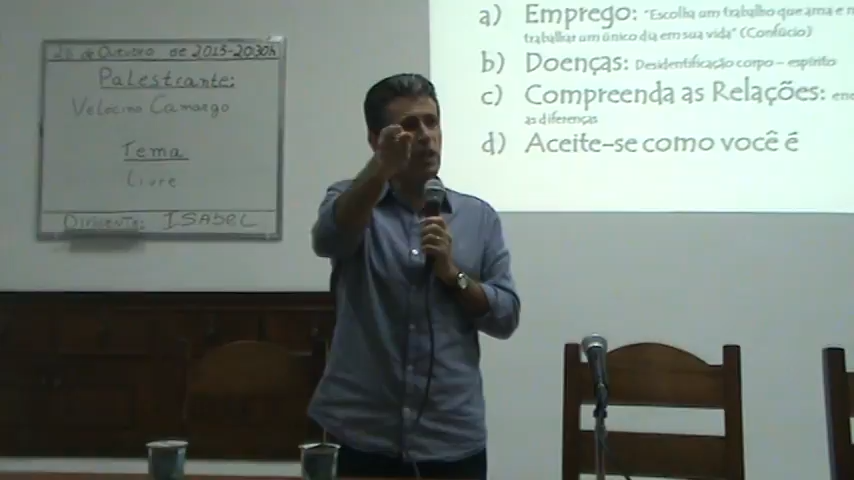 26 de Outubro de 2015-20:30h
Palestrante:
Velocino Camargo
Tema
Livre
DIRIGENTE: ISABEL
a) Emprego: "Escolha um trabalho que ama e n
trabalhar um único dia em sua vida" (Confúcio)
b) Doenças: Desidentificação corpo – espírito
c) Compreenda as Relações: en
as diferenças
d) Aceite-se como você é